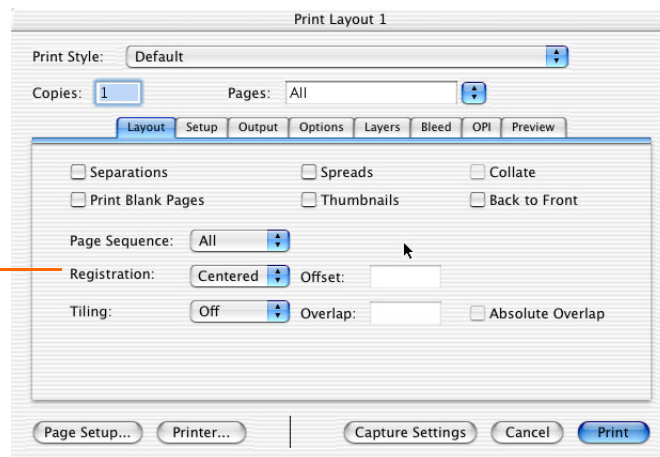 Print Layout 1
Print Style: Default
Copies: 1 Pages: All
Layout Setup Output Options Layers Bleed OPI Preview
Separations Spreads Collate
Print Blank Pages Thumbnails Back to Front
Page Sequence: All
Registration: Centered Offset:
Tiling: Off Overlap: Absolute Overlap
Page Setup... Printer... Capture Settings Cancel Print